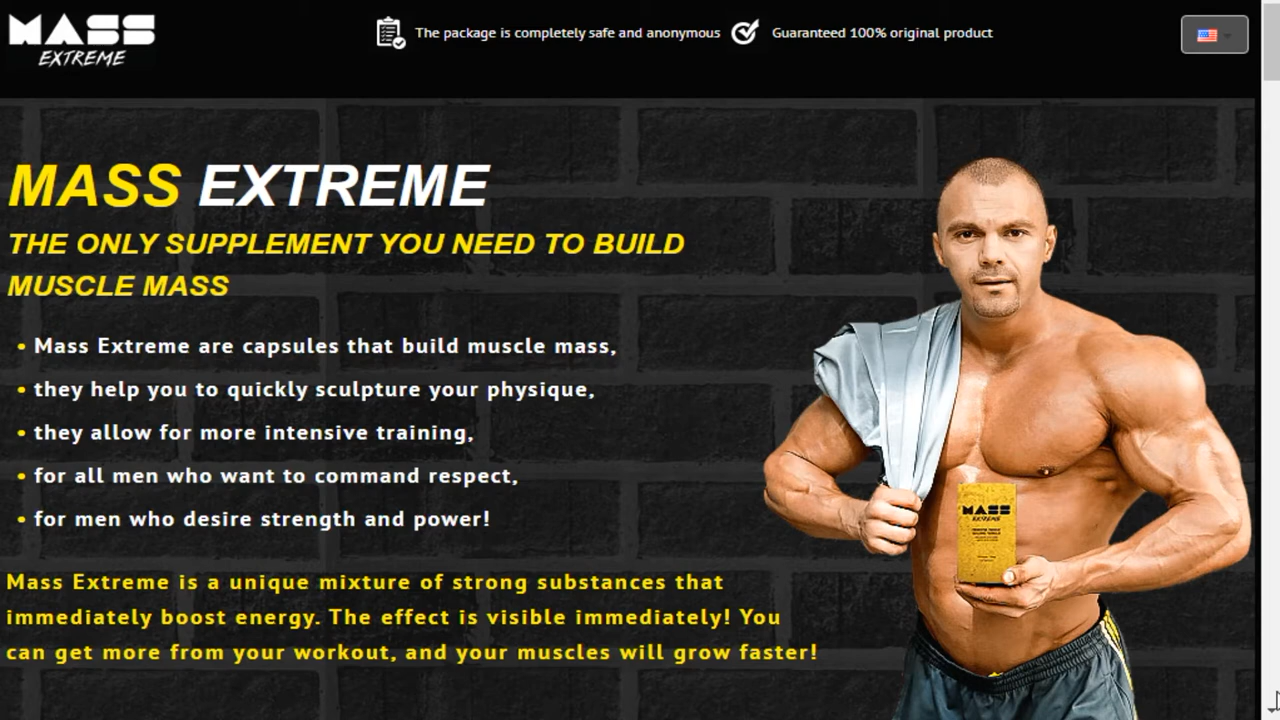 MASS
EXTREME
The package is completely safe and anonymous
Guaranteed 100% original product
MASS EXTREME
THE ONLY SUPPLEMENT YOU NEED TO BUILD
MUSCLE MASS
• Mass Extreme are capsules that build muscle mass,
• they help you to quickly sculpture your physique,
• they allow for more intensive training,
• for all men who want to command respect,
• for men who desire strength and power!
Mass Extreme is a unique mixture of strong substances that
immediately boost energy. The effect is visible immediately! You
can get more from your workout, and your muscles will grow faster!
MASS
EXTREME